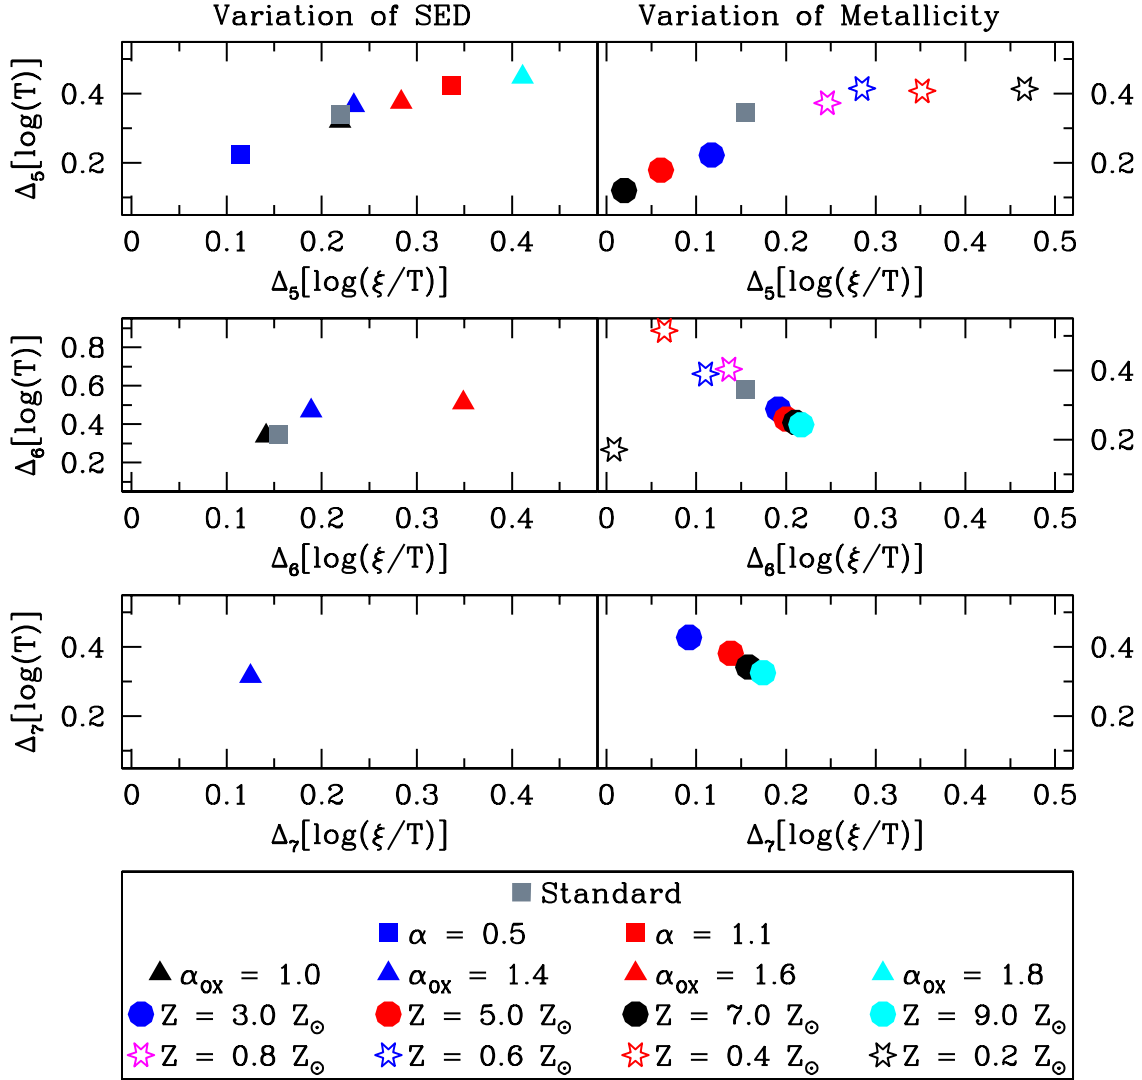 Variation of SED Variation of Metallicity
Δ₅[log(T)]
0.4 0.4
0.2 0.2
0 0.1 0.2 0.3 0.4 0 0.1 0.2 0.3 0.4 0.5
Δ₅[log(ξ/T)] Δ₅[log(ξ/T)]
Δ₆[log(T)]
0.8
0.6 0.4
0.4
0.2 0.2
0 0.1 0.2 0.3 0.4 0 0.1 0.2 0.3 0.4 0.5
Δ₆[log(ξ/T)] Δ₆[log(ξ/T)]
Δ₇[log(T)]
0.4 0.4
0.2 0.2
0 0.1 0.2 0.3 0.4 0 0.1 0.2 0.3 0.4 0.5
Δ₇[log(ξ/T)] Δ₇[log(ξ/T)]
Standard
α = 0.5 α = 1.1
α_OX = 1.0 α_OX = 1.4 α_OX = 1.6 α_OX = 1.8
Z = 3.0 Z☉ Z = 5.0 Z☉ Z = 7.0 Z☉ Z = 9.0 Z☉
Z = 0.8 Z☉ Z = 0.6 Z☉ Z = 0.4 Z☉ Z = 0.2 Z☉